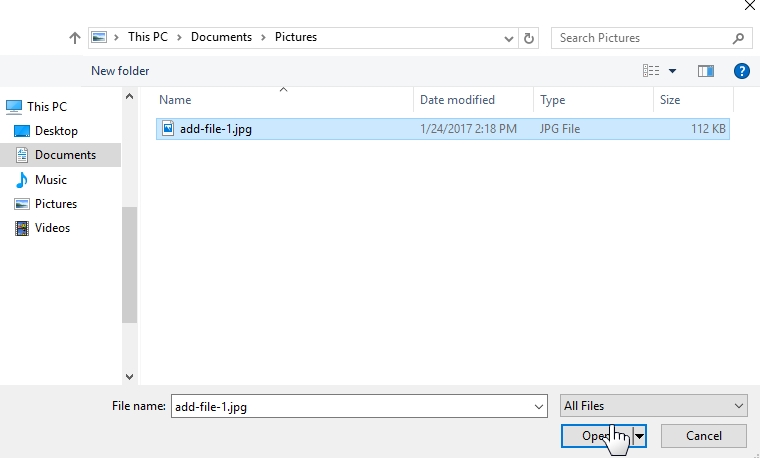 This PC Documents Pictures Search Pictures
New folder ?
This PC
Desktop
Documents
Music
Pictures
Videos
Name Date modified Type Size
add-file-1.jpg 1/24/2017 2:18 PM JPG File 112 KB
File name: add-file-1.jpg All Files
Open Cancel